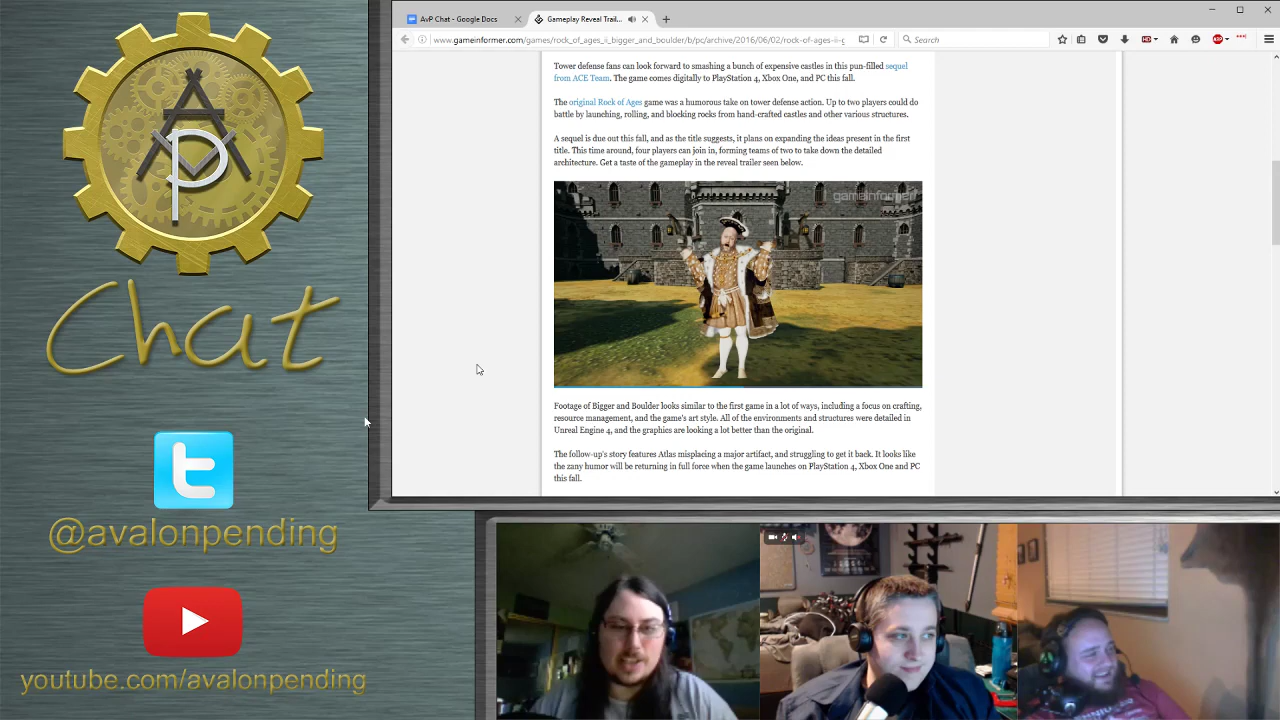 AvP Chat - Google Docs
Gameplay Reveal Trail...
www.gameinformer.com/games/rock_of_ages_ii_bigger_and_boulder/b/pc/archive/2016/06/02/rock-of-ages-ii-g
Search
Tower defense fans can look forward to smashing a bunch of expensive castles in this pun-filled sequel
from ACE Team. The game comes digitally to PlayStation 4, Xbox One, and PC this fall.
The original Rock of Ages game was a humorous take on tower defense action. Up to two players could do
battle by launching, rolling, and blocking rocks from hand-crafted castles and other various structures.
A sequel is due out this fall, and as the title suggests, it plans on expanding the ideas present in the first
title. This time around, four players can join in, forming teams of two to take down the detailed
architecture. Get a taste of the gameplay in the reveal trailer seen below.
gameinformer
Footage of Bigger and Boulder looks similar to the first game in a lot of ways, including a focus on crafting,
resource management, and the game's art style. All of the environments and structures were detailed in
Unreal Engine 4, and the graphics are looking a lot better than the original.
The follow-up's story features Atlas misplacing a major artifact, and struggling to get it back. It looks like
the zany humor will be returning in full force when the game launches on PlayStation 4, Xbox One and PC
this fall.
AP
Chat
@avalonpending
youtube.com/avalonpending